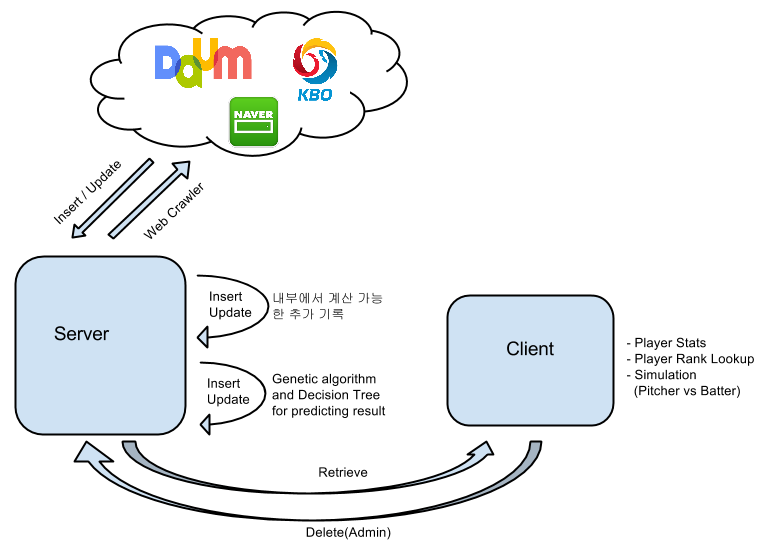 Daum
KBO
NAVER
Insert / Update
Web Crawler
Server
Insert
Update
내부에서 계산 가능
한 추가 기록
Insert
Update
Genetic algorithm
and Decision Tree
for predicting result
Client
- Player Stats
- Player Rank Lookup
- Simulation
(Pitcher vs Batter)
Retrieve
Delete(Admin)